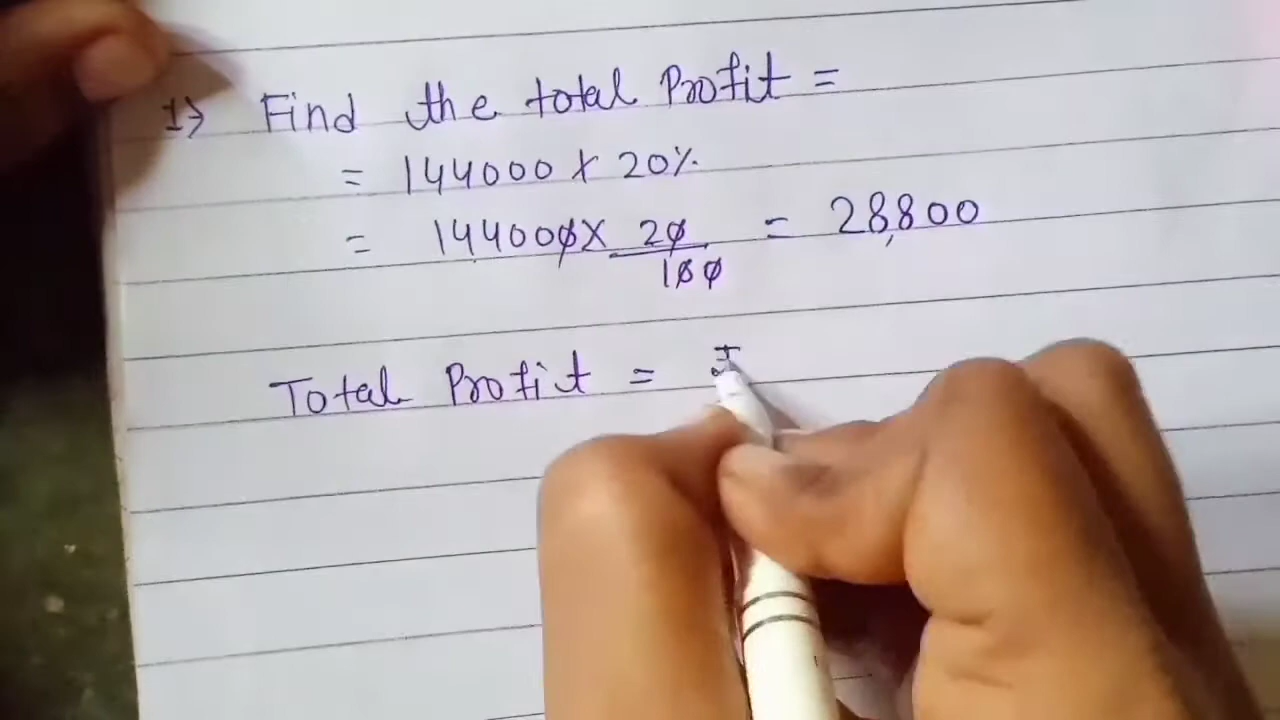 1> Find the total Profit =
= 144000 X 20%
= 144000 X 20/100 = 28,800
Total Profit =